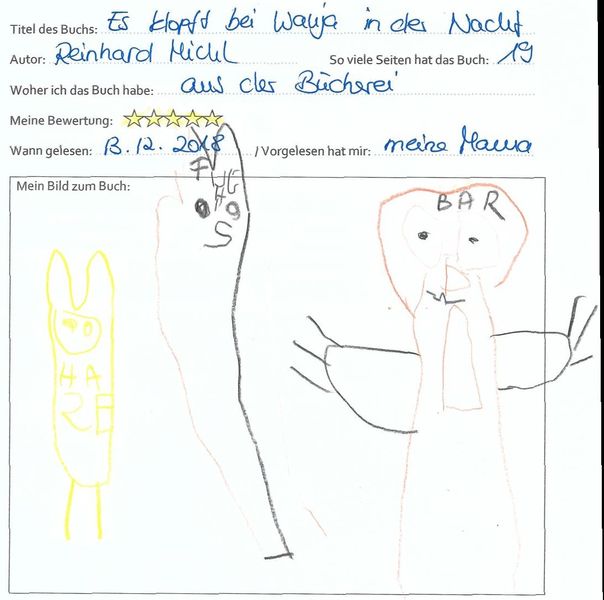 Titel des Buchs: Es klopft bei Wanja in der Nacht
Autor: Reinhard Michl So viele Seiten hat das Buch: 19
Woher ich das Buch habe: aus der Bücherei
Meine Bewertung:
Wann gelesen: 13.12.2018 / Vorgelesen hat mir: meine Mama
Mein Bild zum Buch:
BAR
HA
SE